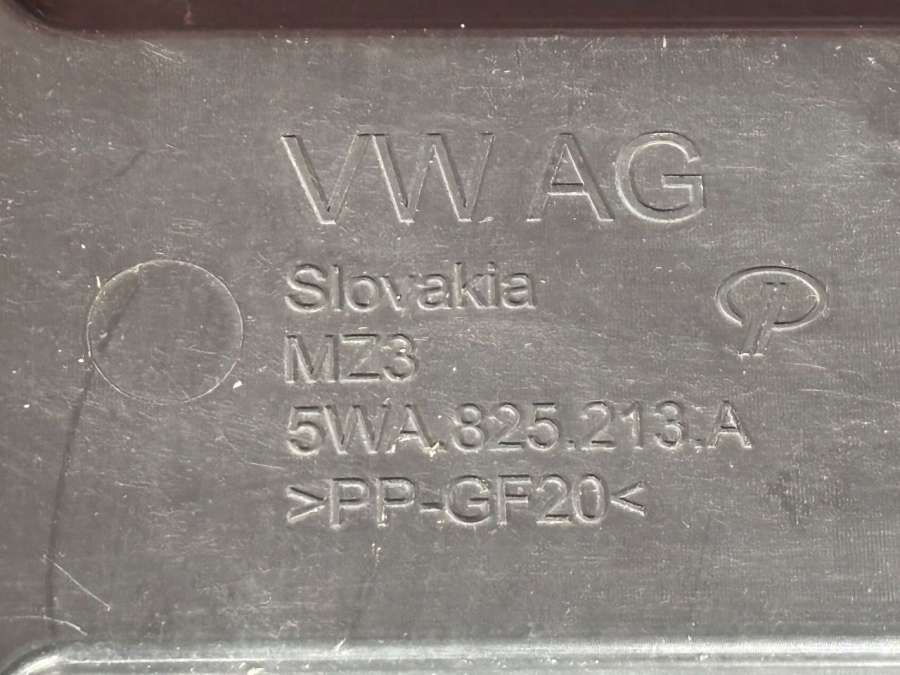 VW AG
Slovakia
MZ3
5WA.825.213.A
>PP-GF20<